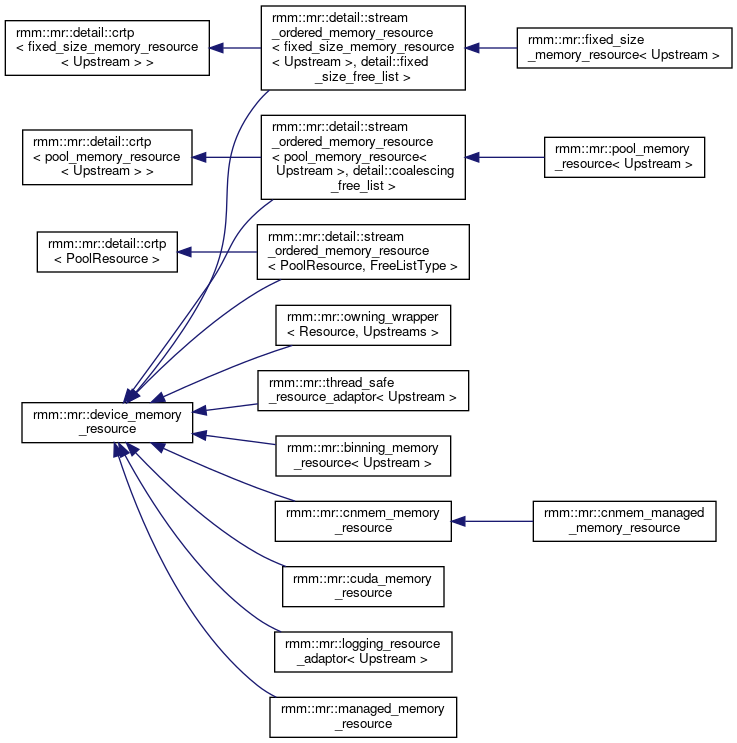 rmm::mr::detail::crtp
< fixed_size_memory_resource
< Upstream > >
rmm::mr::detail::stream
_ordered_memory_resource
< fixed_size_memory_resource
< Upstream >, detail::fixed
_size_free_list >
rmm::mr::fixed_size
_memory_resource< Upstream >
rmm::mr::detail::crtp
< pool_memory_resource
< Upstream > >
rmm::mr::detail::stream
_ordered_memory_resource
< pool_memory_resource<
Upstream >, detail::coalescing
_free_list >
rmm::mr::pool_memory
_resource< Upstream >
rmm::mr::detail::crtp
< PoolResource >
rmm::mr::detail::stream
_ordered_memory_resource
< PoolResource, FreeListType >
rmm::mr::owning_wrapper
< Resource, Upstreams >
rmm::mr::thread_safe
_resource_adaptor< Upstream >
rmm::mr::device_memory
_resource
rmm::mr::binning_memory
_resource< Upstream >
rmm::mr::cnmem_memory
_resource
rmm::mr::cnmem_managed
_memory_resource
rmm::mr::cuda_memory
_resource
rmm::mr::logging_resource
_adaptor< Upstream >
rmm::mr::managed_memory
_resource